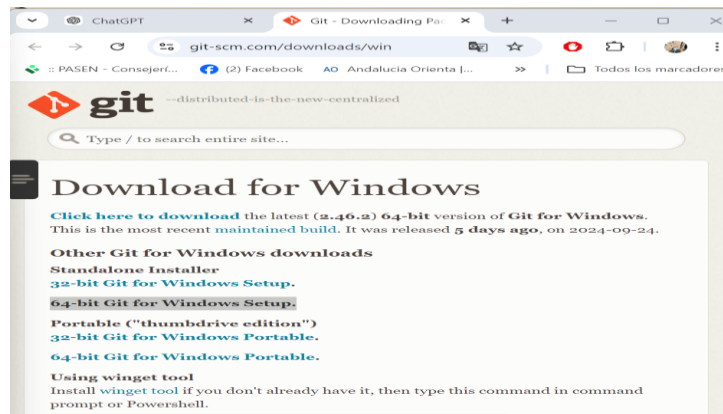 ChatGPT
Git - Downloading Pac
git-scm.com/downloads/win
:: PASEN - Consejerí...
(2) Facebook
AO Andalucia Orienta |...
»
Todos los marcadores
git --distributed-is-the-new-centralized
Type / to search entire site...
Download for Windows
Click here to download the latest (2.46.2) 64-bit version of Git for Windows.
This is the most recent maintained build. It was released 5 days ago, on 2024-09-24.
Other Git for Windows downloads
Standalone Installer
32-bit Git for Windows Setup.
64-bit Git for Windows Setup.
Portable ("thumbdrive edition")
32-bit Git for Windows Portable.
64-bit Git for Windows Portable.
Using winget tool
Install winget tool if you don't already have it, then type this command in command
prompt or Powershell.